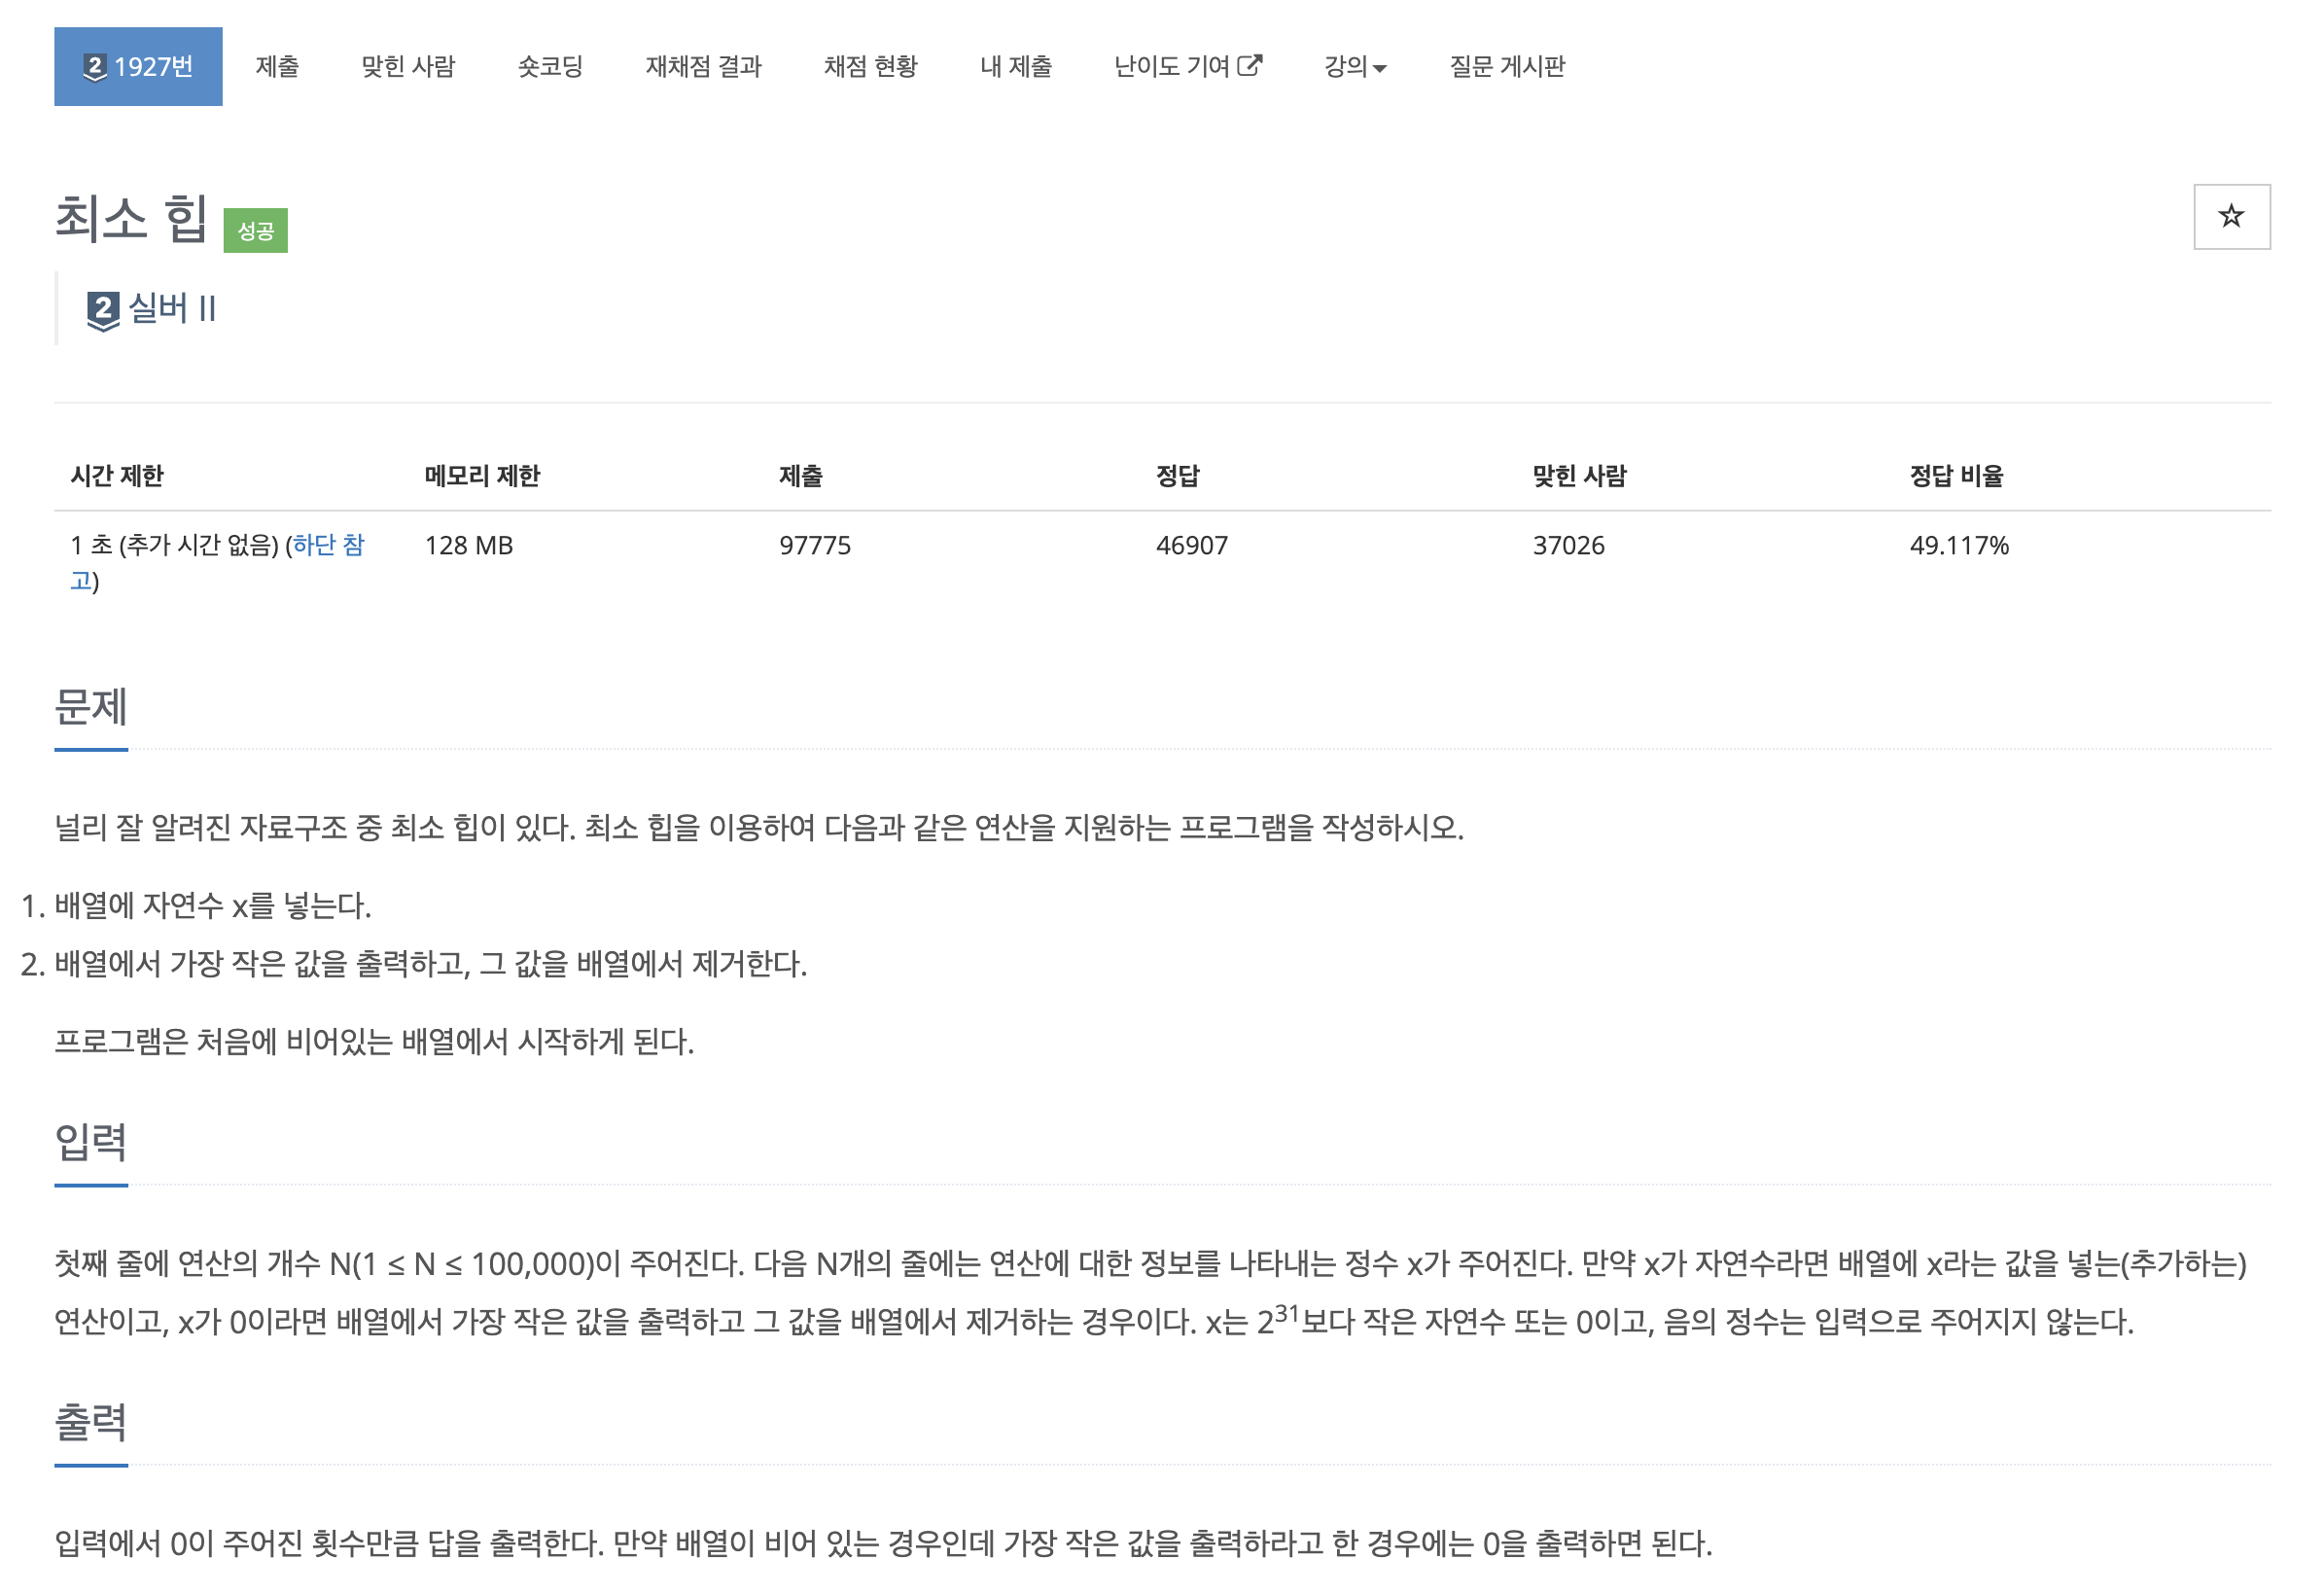 2 1927번 제출 맞힌 사람 숏코딩 재채점 결과 채점 현황 내 제출 난이도 기여 강의 질문 게시판
최소 힙 성공
2 실버 II
시간 제한 메모리 제한 제출 정답 맞힌 사람 정답 비율
1 초 (추가 시간 없음) (하단 참 128 MB 97775 46907 37026 49.117%
고)
문제
널리 잘 알려진 자료구조 중 최소 힙이 있다. 최소 힙을 이용하여 다음과 같은 연산을 지원하는 프로그램을 작성하시오.
1. 배열에 자연수 x를 넣는다.
2. 배열에서 가장 작은 값을 출력하고, 그 값을 배열에서 제거한다.
프로그램은 처음에 비어있는 배열에서 시작하게 된다.
입력
첫째 줄에 연산의 개수 N(1 ≤ N ≤ 100,000)이 주어진다. 다음 N개의 줄에는 연산에 대한 정보를 나타내는 정수 x가 주어진다. 만약 x가 자연수라면 배열에 x라는 값을 넣는(추가하는)
연산이고, x가 0이라면 배열에서 가장 작은 값을 출력하고 그 값을 배열에서 제거하는 경우이다. x는 2³¹보다 작은 자연수 또는 0이고, 음의 정수는 입력으로 주어지지 않는다.
출력
입력에서 0이 주어진 횟수만큼 답을 출력한다. 만약 배열이 비어 있는 경우인데 가장 작은 값을 출력하라고 한 경우에는 0을 출력하면 된다.